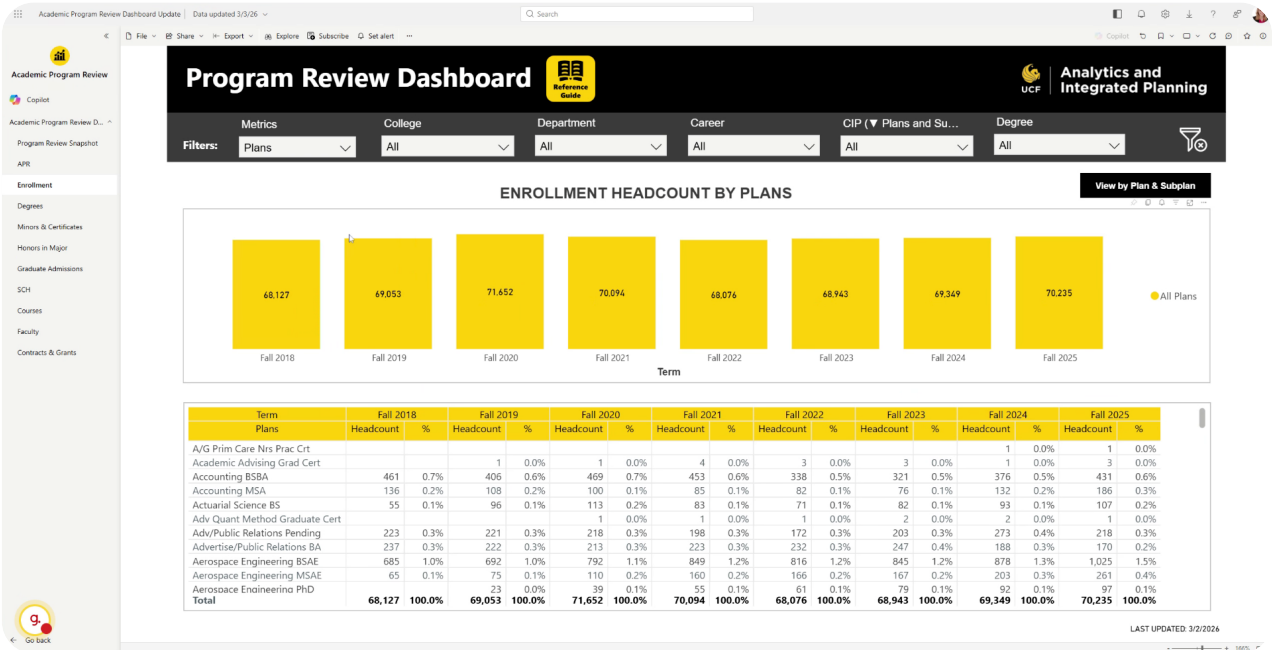 Academic Program Review Dashboard Update | Data updated 3/3/26
Search
File Share Export Explore Subscribe Set alert ...
Copilot
Academic Program Review
Copilot
Academic Program Review D...
Program Review Snapshot
APR
Enrollment
Degrees
Minors & Certificates
Honors in Major
Graduate Admissions
SCH
Courses
Faculty
Contracts & Grants
g.
Go back
Program Review Dashboard
Reference
Guide
UCF
Analytics and
Integrated Planning
Filters:
Metrics College Department Career CIP (▼ Plans and Su... Degree
Plans All All All All All
ENROLLMENT HEADCOUNT BY PLANS
View by Plan & Subplan
68,127 69,053 71,652 70,094 68,076 68,943 69,349 70,235
All Plans
Fall 2018 Fall 2019 Fall 2020 Fall 2021 Fall 2022 Fall 2023 Fall 2024 Fall 2025
Term
Term Fall 2018 Fall 2019 Fall 2020 Fall 2021 Fall 2022 Fall 2023 Fall 2024 Fall 2025
Plans Headcount % Headcount % Headcount % Headcount % Headcount % Headcount % Headcount % Headcount %
A/G Prim Care Nrs Prac Crt 1 0.0% 1 0.0%
Academic Advising Grad Cert 1 0.0% 1 0.0% 4 0.0% 3 0.0% 3 0.0% 1 0.0% 3 0.0%
Accounting BSBA 461 0.7% 406 0.6% 469 0.7% 453 0.6% 338 0.5% 321 0.5% 376 0.5% 431 0.6%
Accounting MSA 136 0.2% 108 0.2% 100 0.1% 85 0.1% 82 0.1% 76 0.1% 132 0.2% 186 0.3%
Actuarial Science BS 55 0.1% 96 0.1% 113 0.2% 83 0.1% 71 0.1% 82 0.1% 93 0.1% 107 0.2%
Adv Quant Method Graduate Cert 1 0.0% 1 0.0% 1 0.0% 2 0.0% 2 0.0% 1 0.0%
Adv/Public Relations Pending 223 0.3% 221 0.3% 218 0.3% 198 0.3% 172 0.3% 203 0.3% 273 0.4% 218 0.3%
Advertise/Public Relations BA 237 0.3% 222 0.3% 213 0.3% 223 0.3% 232 0.3% 247 0.4% 188 0.3% 170 0.2%
Aerospace Engineering BSAE 685 1.0% 692 1.0% 792 1.1% 849 1.2% 816 1.2% 845 1.2% 878 1.3% 1,025 1.5%
Aerospace Engineering MSAE 65 0.1% 75 0.1% 110 0.2% 160 0.2% 166 0.2% 167 0.2% 203 0.3% 261 0.4%
Aerospace Engineering PhD 23 0.0% 39 0.1% 55 0.1% 61 0.1% 79 0.1% 92 0.1% 97 0.1%
Total 68,127 100.0% 69,053 100.0% 71,652 100.0% 70,094 100.0% 68,076 100.0% 68,943 100.0% 69,349 100.0% 70,235 100.0%
LAST UPDATED: 3/2/2026